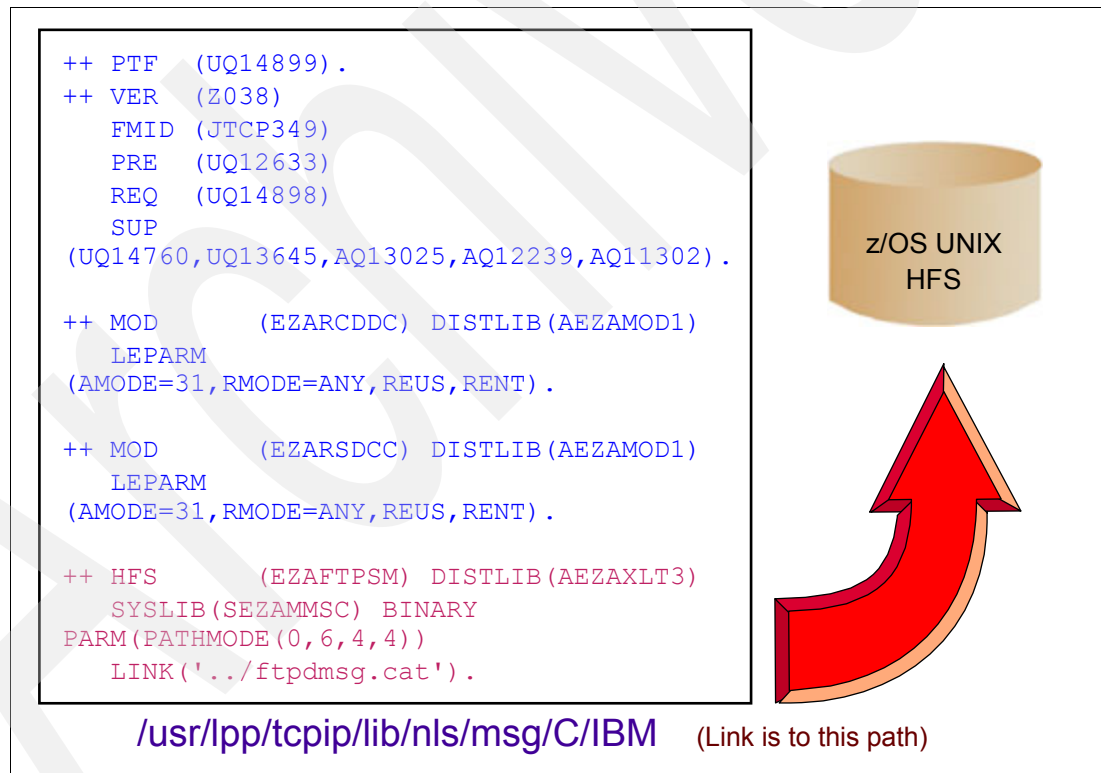 ++ PTF (UQ14899).
++ VER (Z038)
FMID (JTCP349)
PRE (UQ12633)
REQ (UQ14898)
SUP
(UQ14760,UQ13645,AQ13025,AQ12239,AQ11302).
++ MOD (EZARCDDC) DISTLIB(AEZAMOD1)
LEPARM
(AMODE=31,RMODE=ANY,REUS,RENT).
++ MOD (EZARSDCC) DISTLIB(AEZAMOD1)
LEPARM
(AMODE=31,RMODE=ANY,REUS,RENT).
++ HFS (EZAFTPSM) DISTLIB(AEZAXLT3)
SYSLIB(SEZAMMSC) BINARY
PARM(PATHMODE(0,6,4,4))
LINK('../ftpdmsg.cat').
z/OS UNIX
HFS
/usr/lpp/tcpip/lib/nls/msg/C/IBM (Link is to this path)